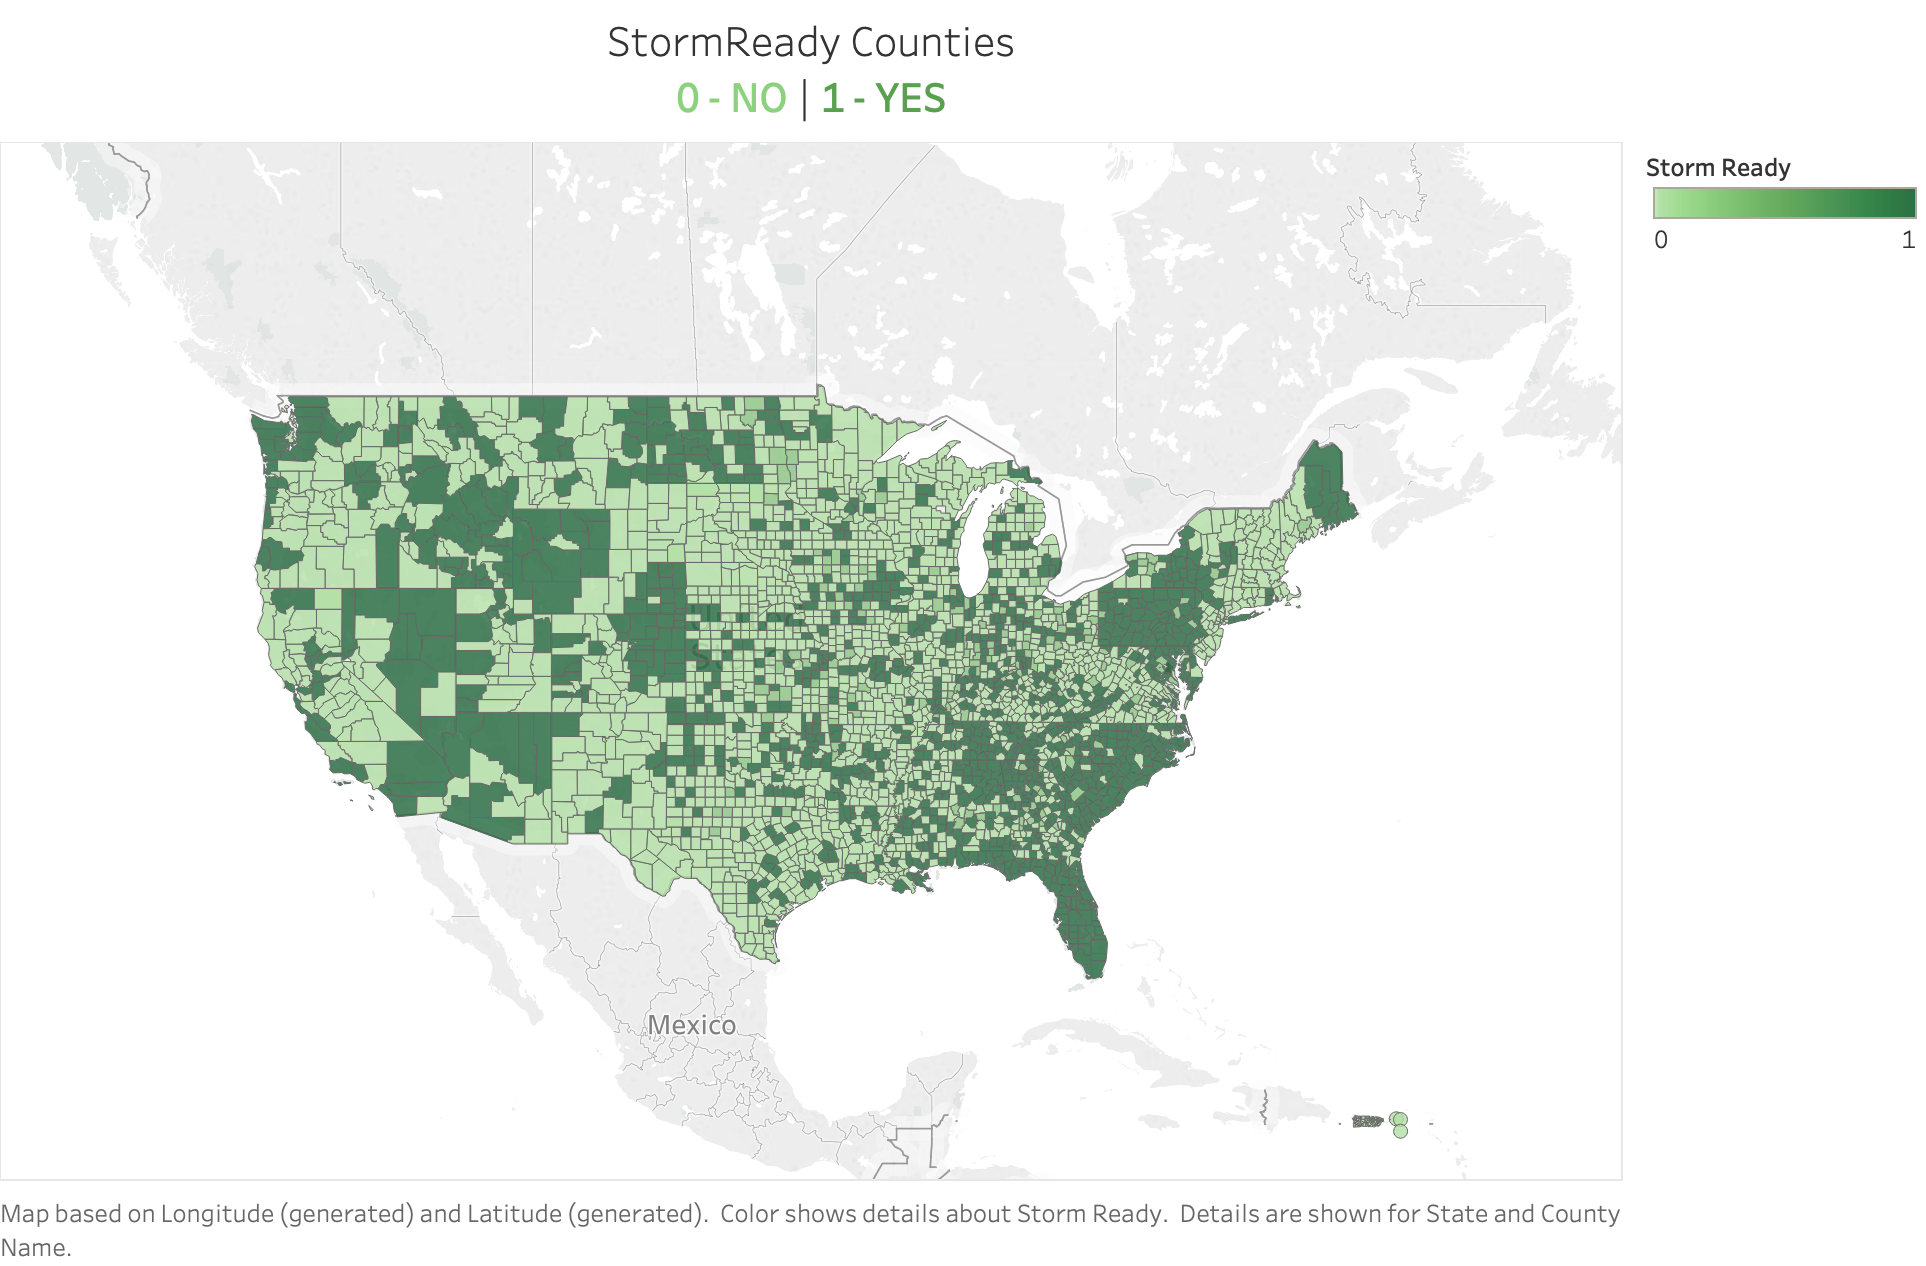 StormReady Counties
0 - NO | 1 - YES
Storm Ready
0 1
Mexico
Map based on Longitude (generated) and Latitude (generated).  Color shows details about Storm Ready.  Details are shown for State and County
Name.